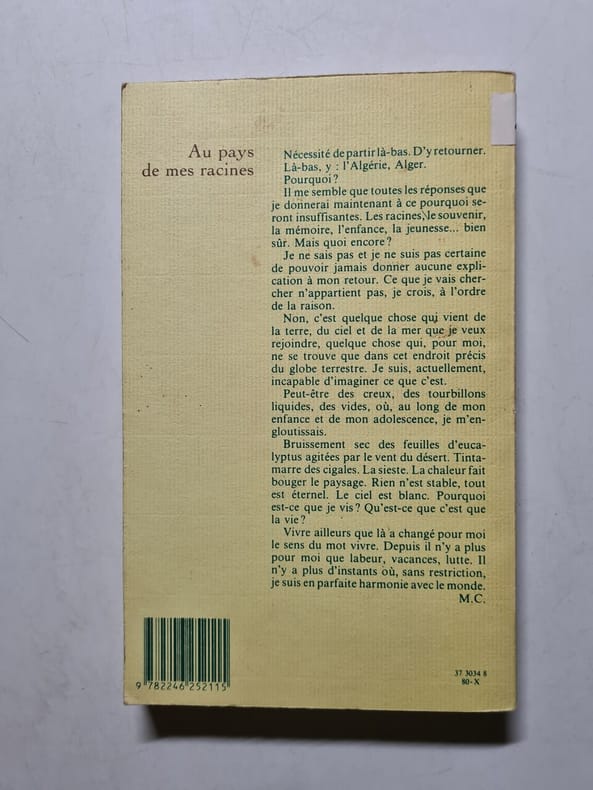 Au pays
de mes racines
Nécessité de partir là-bas. D'y retourner.
Là-bas, y : l'Algérie, Alger.
Pourquoi ?
Il me semble que toutes les réponses que
je donnerai maintenant à ce pourquoi se-
ront insuffisantes. Les racines, le souvenir,
la mémoire, l'enfance, la jeunesse... bien
sûr. Mais quoi encore ?
Je ne sais pas et je ne suis pas certaine
de pouvoir jamais donner aucune expli-
cation à mon retour. Ce que je vais cher-
cher n'appartient pas, je crois, à l'ordre
de la raison.
Non, c'est quelque chose qui vient de
la terre, du ciel et de la mer que je veux
rejoindre, quelque chose qui, pour moi,
ne se trouve que dans cet endroit précis
du globe terrestre. Je suis, actuellement,
incapable d'imaginer ce que c'est.
Peut-être des creux, des tourbillons
liquides, des vides, où, au long de mon
enfance et de mon adolescence, je m'en-
gloutissais.
Bruissement sec des feuilles d'euca-
lyptus agitées par le vent du désert. Tinta-
marre des cigales. La sieste. La chaleur fait
bouger le paysage. Rien n'est stable, tout
est éternel. Le ciel est blanc. Pourquoi
est-ce que je vis ? Qu'est-ce que c'est que
la vie ?
Vivre ailleurs que là a changé pour moi
le sens du mot vivre. Depuis il n'y a plus
pour moi que labeur, vacances, lutte. Il
n'y a plus d'instants où, sans restriction,
je suis en parfaite harmonie avec le monde.
M.C.
9 782246 252115
37 3034 8
80-X